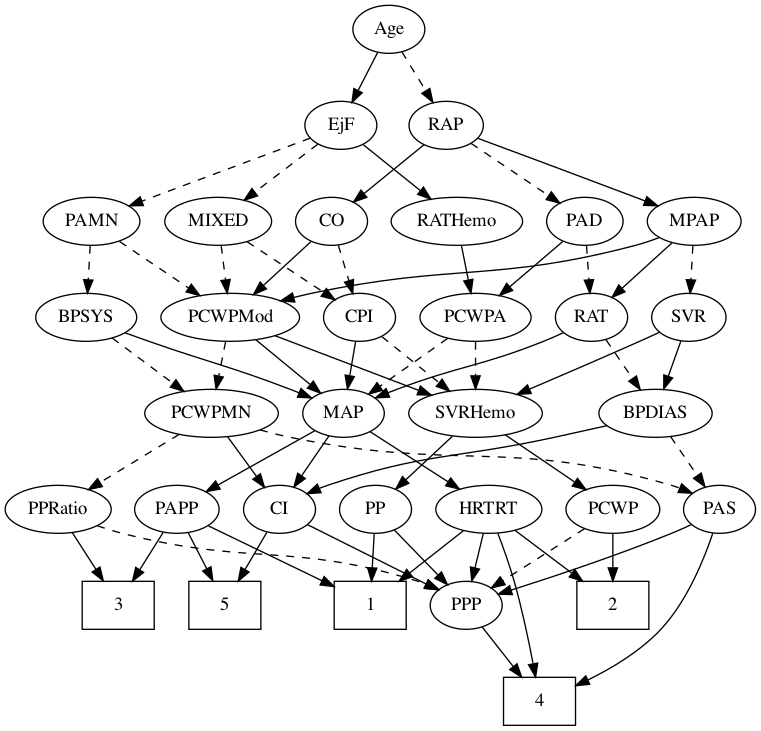 Age
EjF RAP
PAMN MIXED CO RATHemo PAD MPAP
BPSYS PCWPMod CPI PCWPA RAT SVR
PCWPMN MAP SVRHemo BPDIAS
PPRatio PAPP CI PP HRTRT PCWP PAS
3 5 1 PPP 2
4